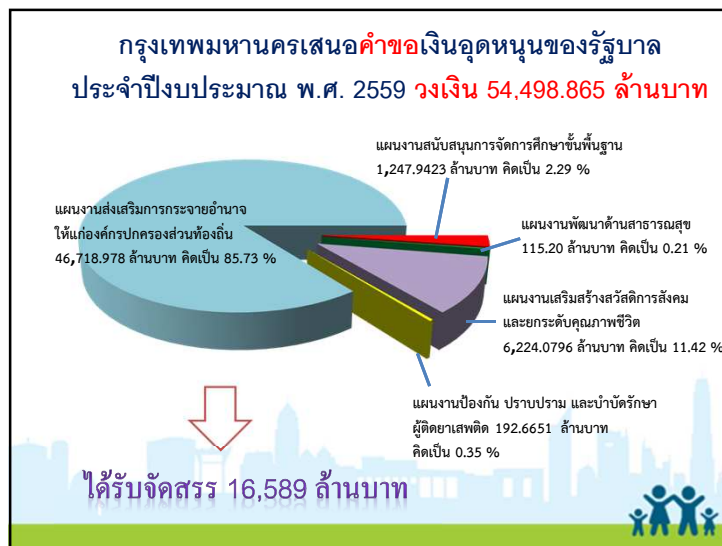 กรุงเทพมหานครเสนอคำขอเงินอุดหนุนของรัฐบาล
ประจำปีงบประมาณ พ.ศ. 2559 วงเงิน 54,498.865 ล้านบาท
แผนงานสนับสนุนการจัดการศึกษาขั้นพื้นฐาน
1,247.9423 ล้านบาท คิดเป็น 2.29 %
แผนงานส่งเสริมการกระจายอำนาจ
ให้แก่องค์กรปกครองส่วนท้องถิ่น
46,718.978 ล้านบาท คิดเป็น 85.73 %
แผนงานพัฒนาด้านสาธารณสุข
115.20 ล้านบาท คิดเป็น 0.21 %
แผนงานเสริมสร้างสวัสดิการสังคม
และยกระดับคุณภาพชีวิต
6,224.0796 ล้านบาท คิดเป็น 11.42 %
แผนงานป้องกัน ปราบปราม และบำบัดรักษา
ผู้ติดยาเสพติด 192.6651 ล้านบาท
คิดเป็น 0.35 %
ได้รับจัดสรร 16,589 ล้านบาท